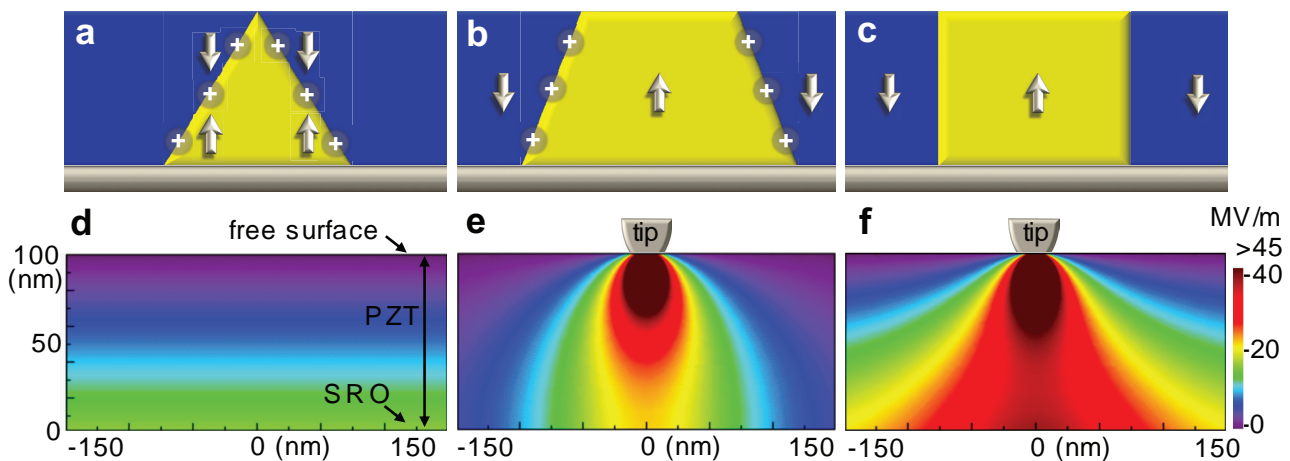 a
b
c
+ +
+ +
+ +
+ +
+ +
+ +
d
free surface
PZT
SRO
100
(nm)
50
0
-150 0 (nm) 150
e
tip
-150 0 (nm) 150
f
tip
-150 0 (nm) 150
MV/m
>45
-40
-20
-0